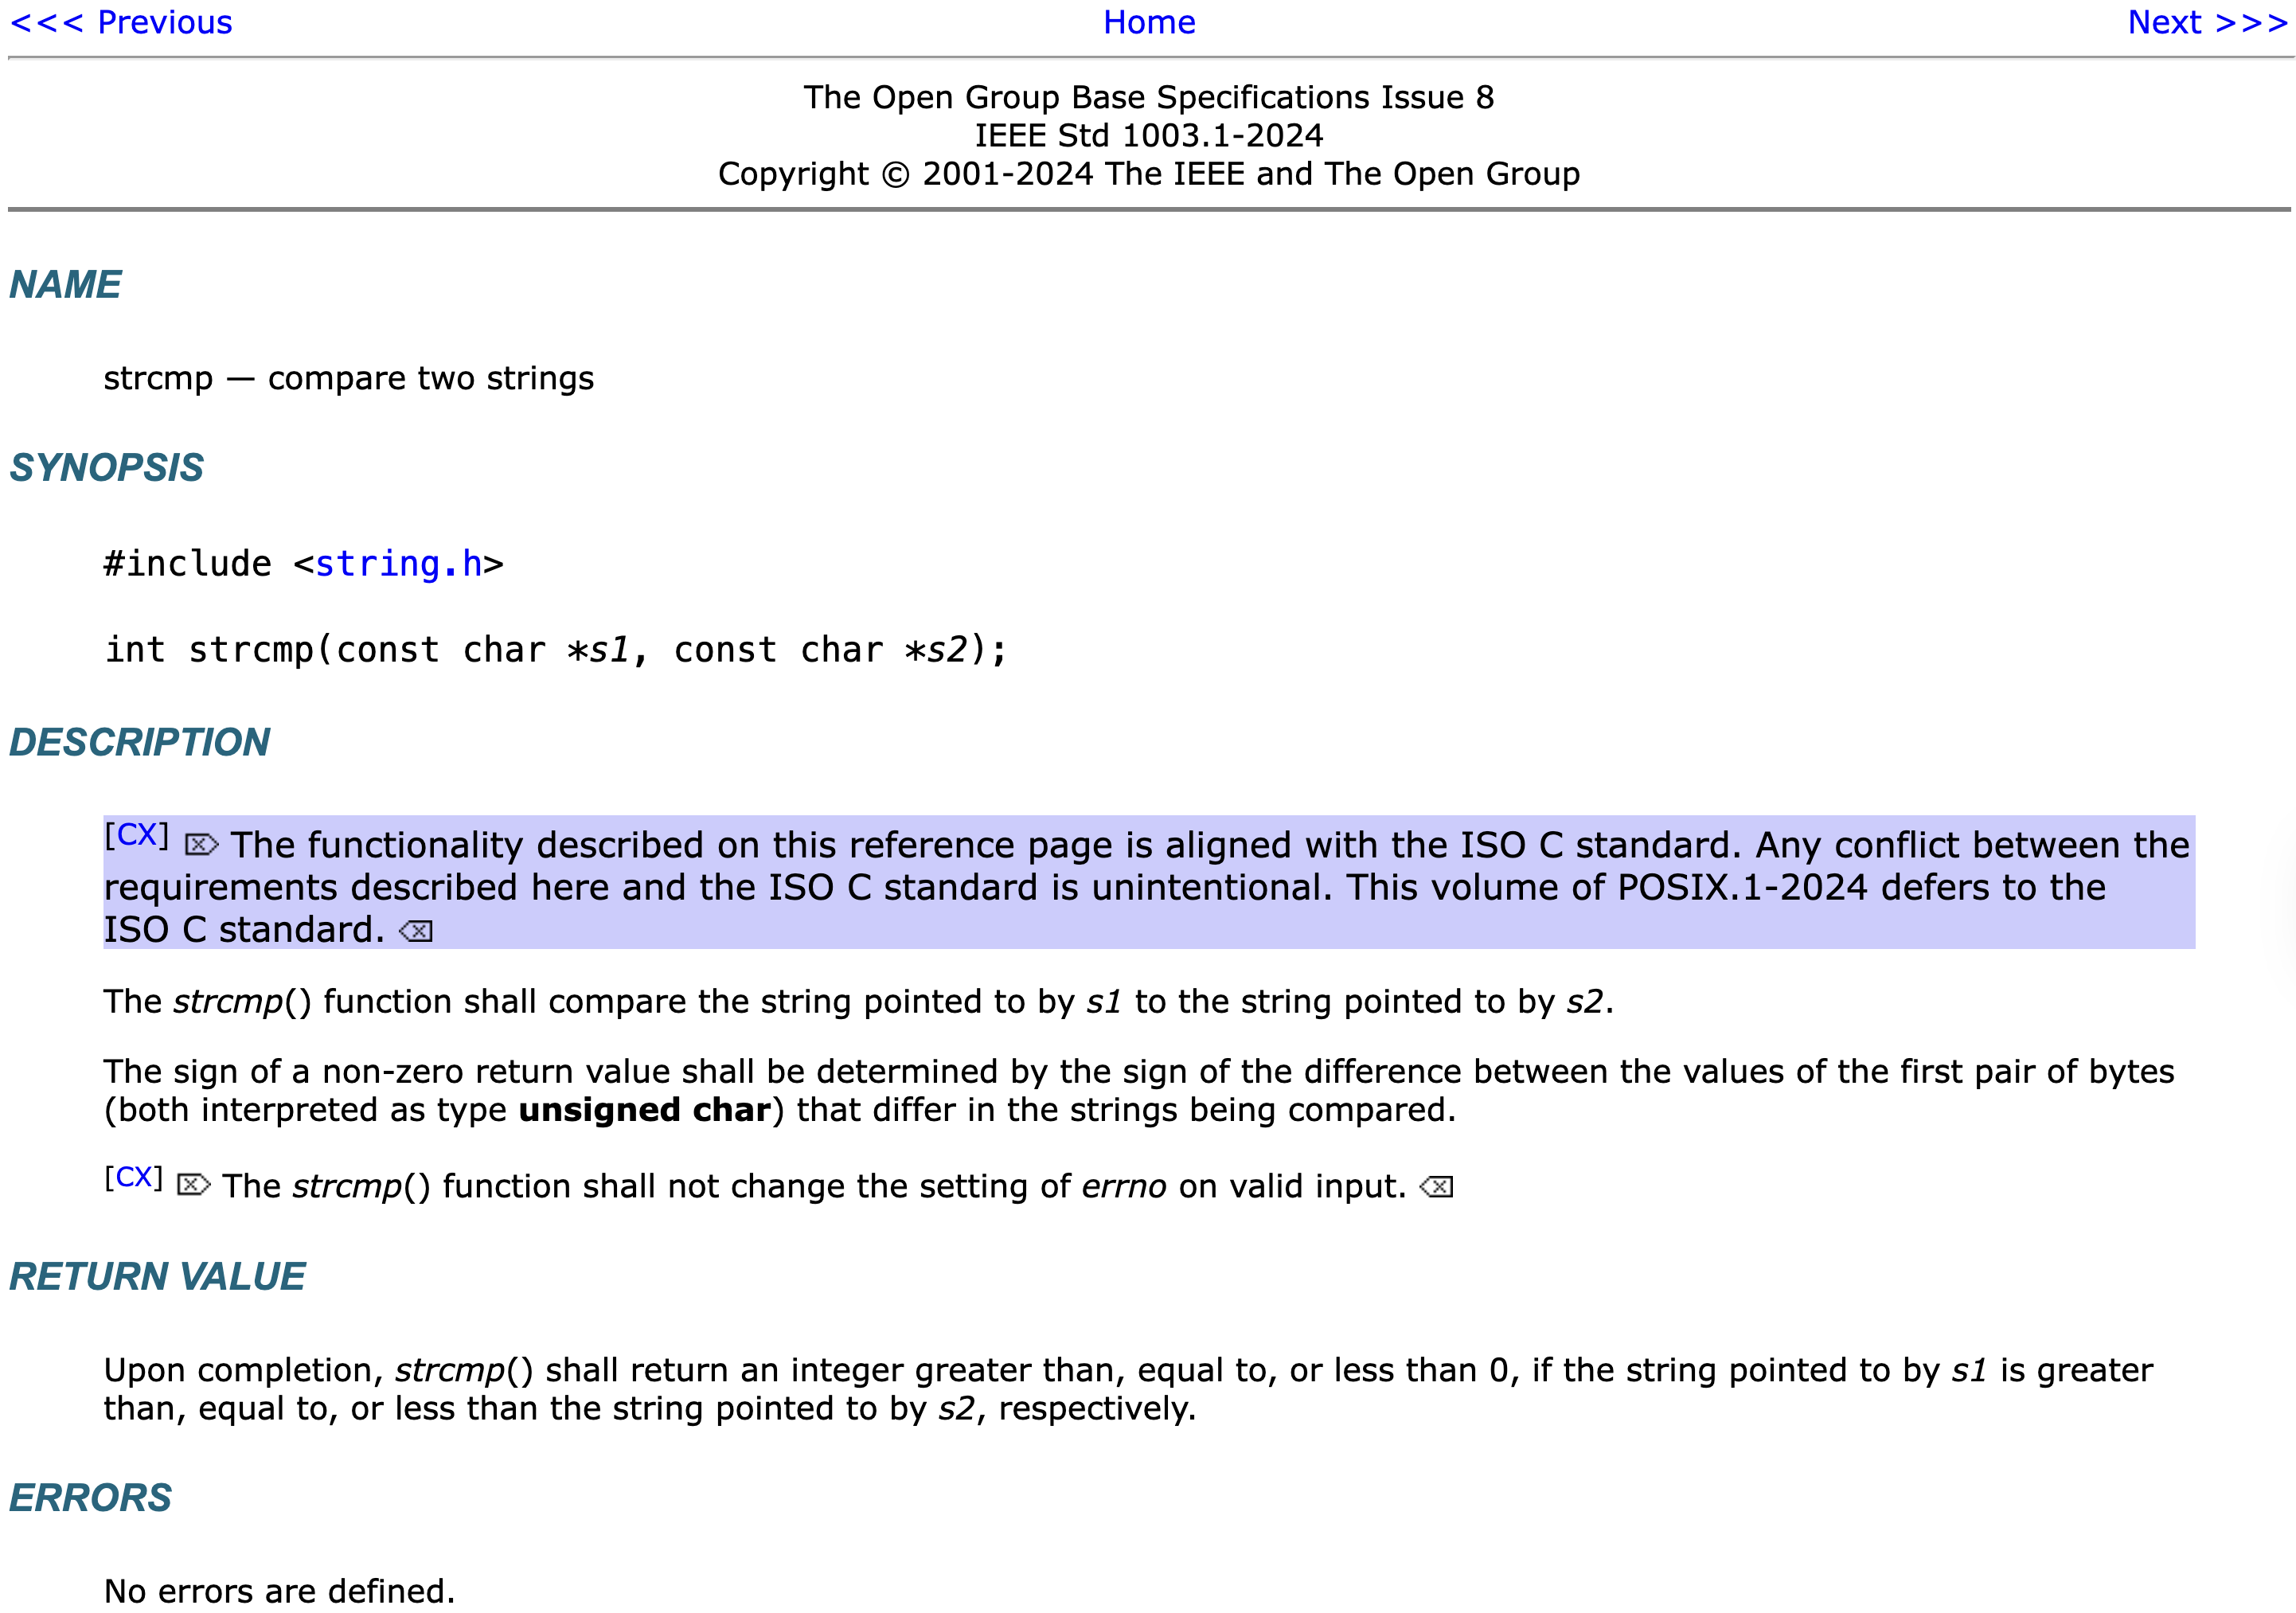 <<< Previous
Home
Next >>>
The Open Group Base Specifications Issue 8
IEEE Std 1003.1-2024
Copyright © 2001-2024 The IEEE and The Open Group
NAME
strcmp — compare two strings
SYNOPSIS
#include <string.h>
int strcmp(const char *s1, const char *s2);
DESCRIPTION
[CX] ⌦ The functionality described on this reference page is aligned with the ISO C standard. Any conflict between the
requirements described here and the ISO C standard is unintentional. This volume of POSIX.1-2024 defers to the
ISO C standard. ⌫
The strcmp() function shall compare the string pointed to by s1 to the string pointed to by s2.
The sign of a non-zero return value shall be determined by the sign of the difference between the values of the first pair of bytes
(both interpreted as type unsigned char) that differ in the strings being compared.
[CX] ⌦ The strcmp() function shall not change the setting of errno on valid input. ⌫
RETURN VALUE
Upon completion, strcmp() shall return an integer greater than, equal to, or less than 0, if the string pointed to by s1 is greater
than, equal to, or less than the string pointed to by s2, respectively.
ERRORS
No errors are defined.